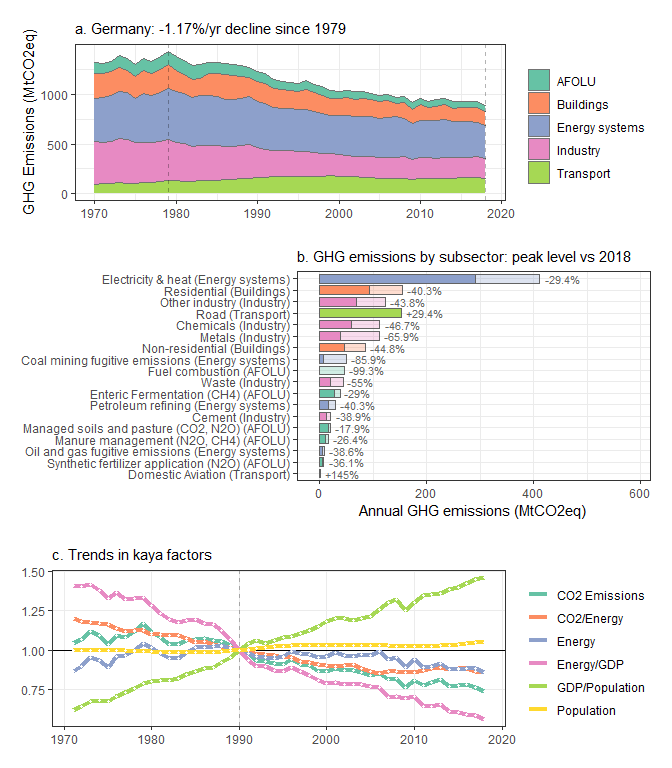 a. Germany: -1.17%/yr decline since 1979
GHG Emissions (MtCO2eq)
1000
500
0
1970 1980 1990 2000 2010 2020
AFOLU
Buildings
Energy systems
Industry
Transport
b. GHG emissions by subsector: peak level vs 2018
Electricity & heat (Energy systems) -29.4%
Residential (Buildings) -40.3%
Other industry (Industry) -43.8%
Road (Transport) +29.4%
Chemicals (Industry) -46.7%
Metals (Industry) -65.9%
Non-residential (Buildings) -44.8%
Coal mining fugitive emissions (Energy systems) -85.9%
Fuel combustion (AFOLU) -99.3%
Waste (Industry) -55%
Enteric Fermentation (CH4) (AFOLU) -29%
Petroleum refining (Energy systems) -40.3%
Cement (Industry) -38.9%
Managed soils and pasture (CO2, N2O) (AFOLU) -17.9%
Manure management (N2O, CH4) (AFOLU) -26.4%
Oil and gas fugitive emissions (Energy systems) -38.6%
Synthetic fertilizer application (N2O) (AFOLU) -36.1%
Domestic Aviation (Transport) +145%
0 200 400 600
Annual GHG emissions (MtCO2eq)
c. Trends in kaya factors
1.50
1.25
1.00
0.75
1970 1980 1990 2000 2010 2020
CO2 Emissions
CO2/Energy
Energy
Energy/GDP
GDP/Population
Population